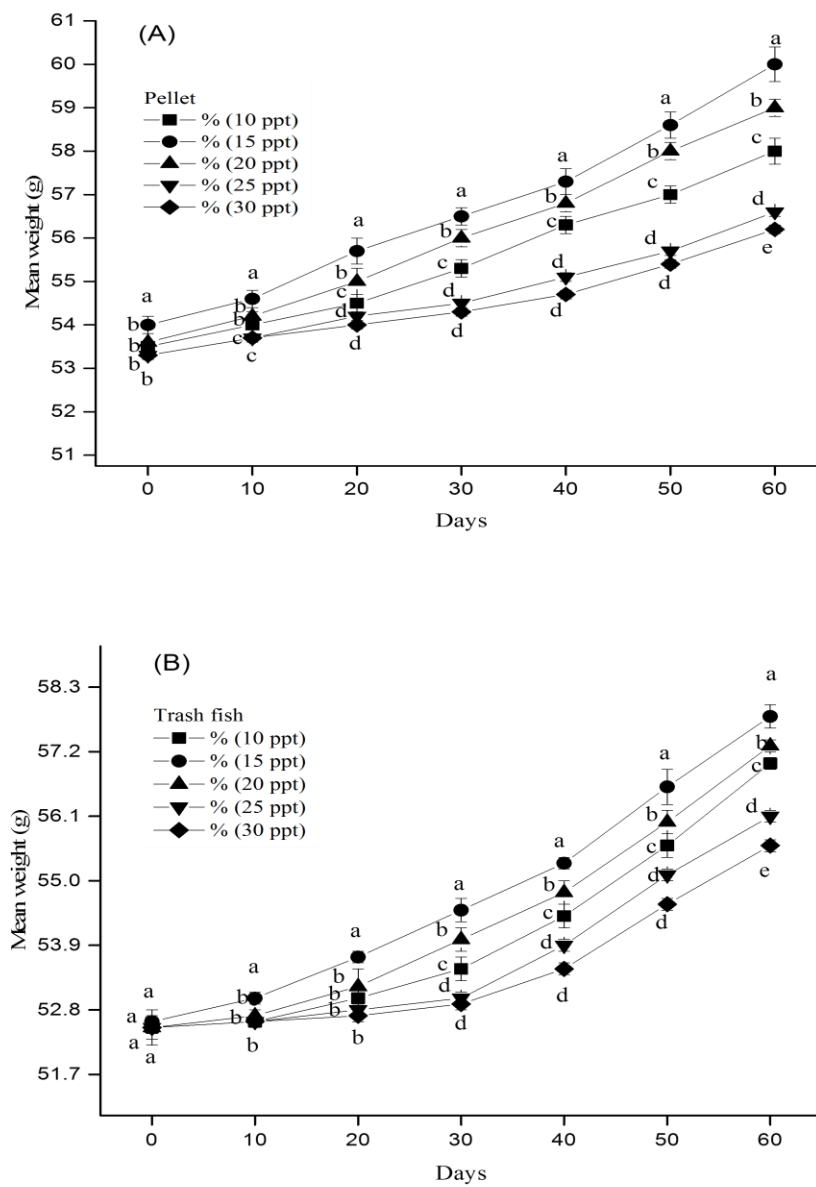 (A)
Pellet
% (10 ppt)
% (15 ppt)
% (20 ppt)
% (25 ppt)
% (30 ppt)
Mean weight (g)
61
60
59
58
57
56
55
54
53
52
51
a a a a a a a
b b b b b b b
b b c c c c c
b c d d d d d
b c d d d d e
0 10 20 30 40 50 60
Days
(B)
Trash fish
% (10 ppt)
% (15 ppt)
% (20 ppt)
% (25 ppt)
% (30 ppt)
Mean weight (g)
58.3
57.2
56.1
55.0
53.9
52.8
51.7
a a a a a a a
a b b b b b b
a b b c c c c
a b b d d d d
b d d d e
0 10 20 30 40 50 60
Days